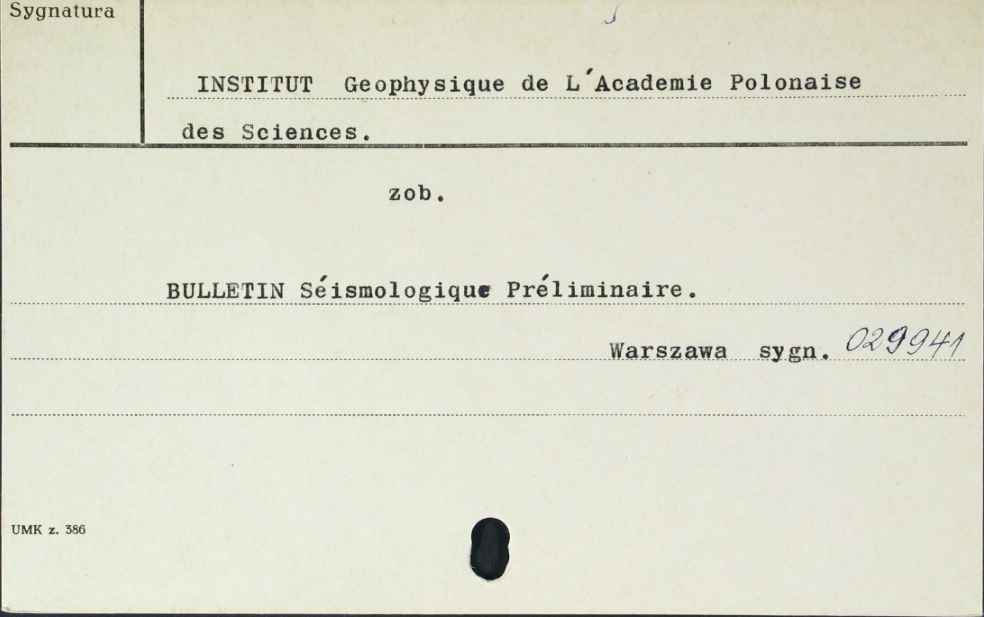 Sygnatura
INSTITUT Geophysique de L'Academie Polonaise
des Sciences.
zob.
BULLETIN Séismologique Préliminaire.
Warszawa sygn. 029941
UMK z. 386